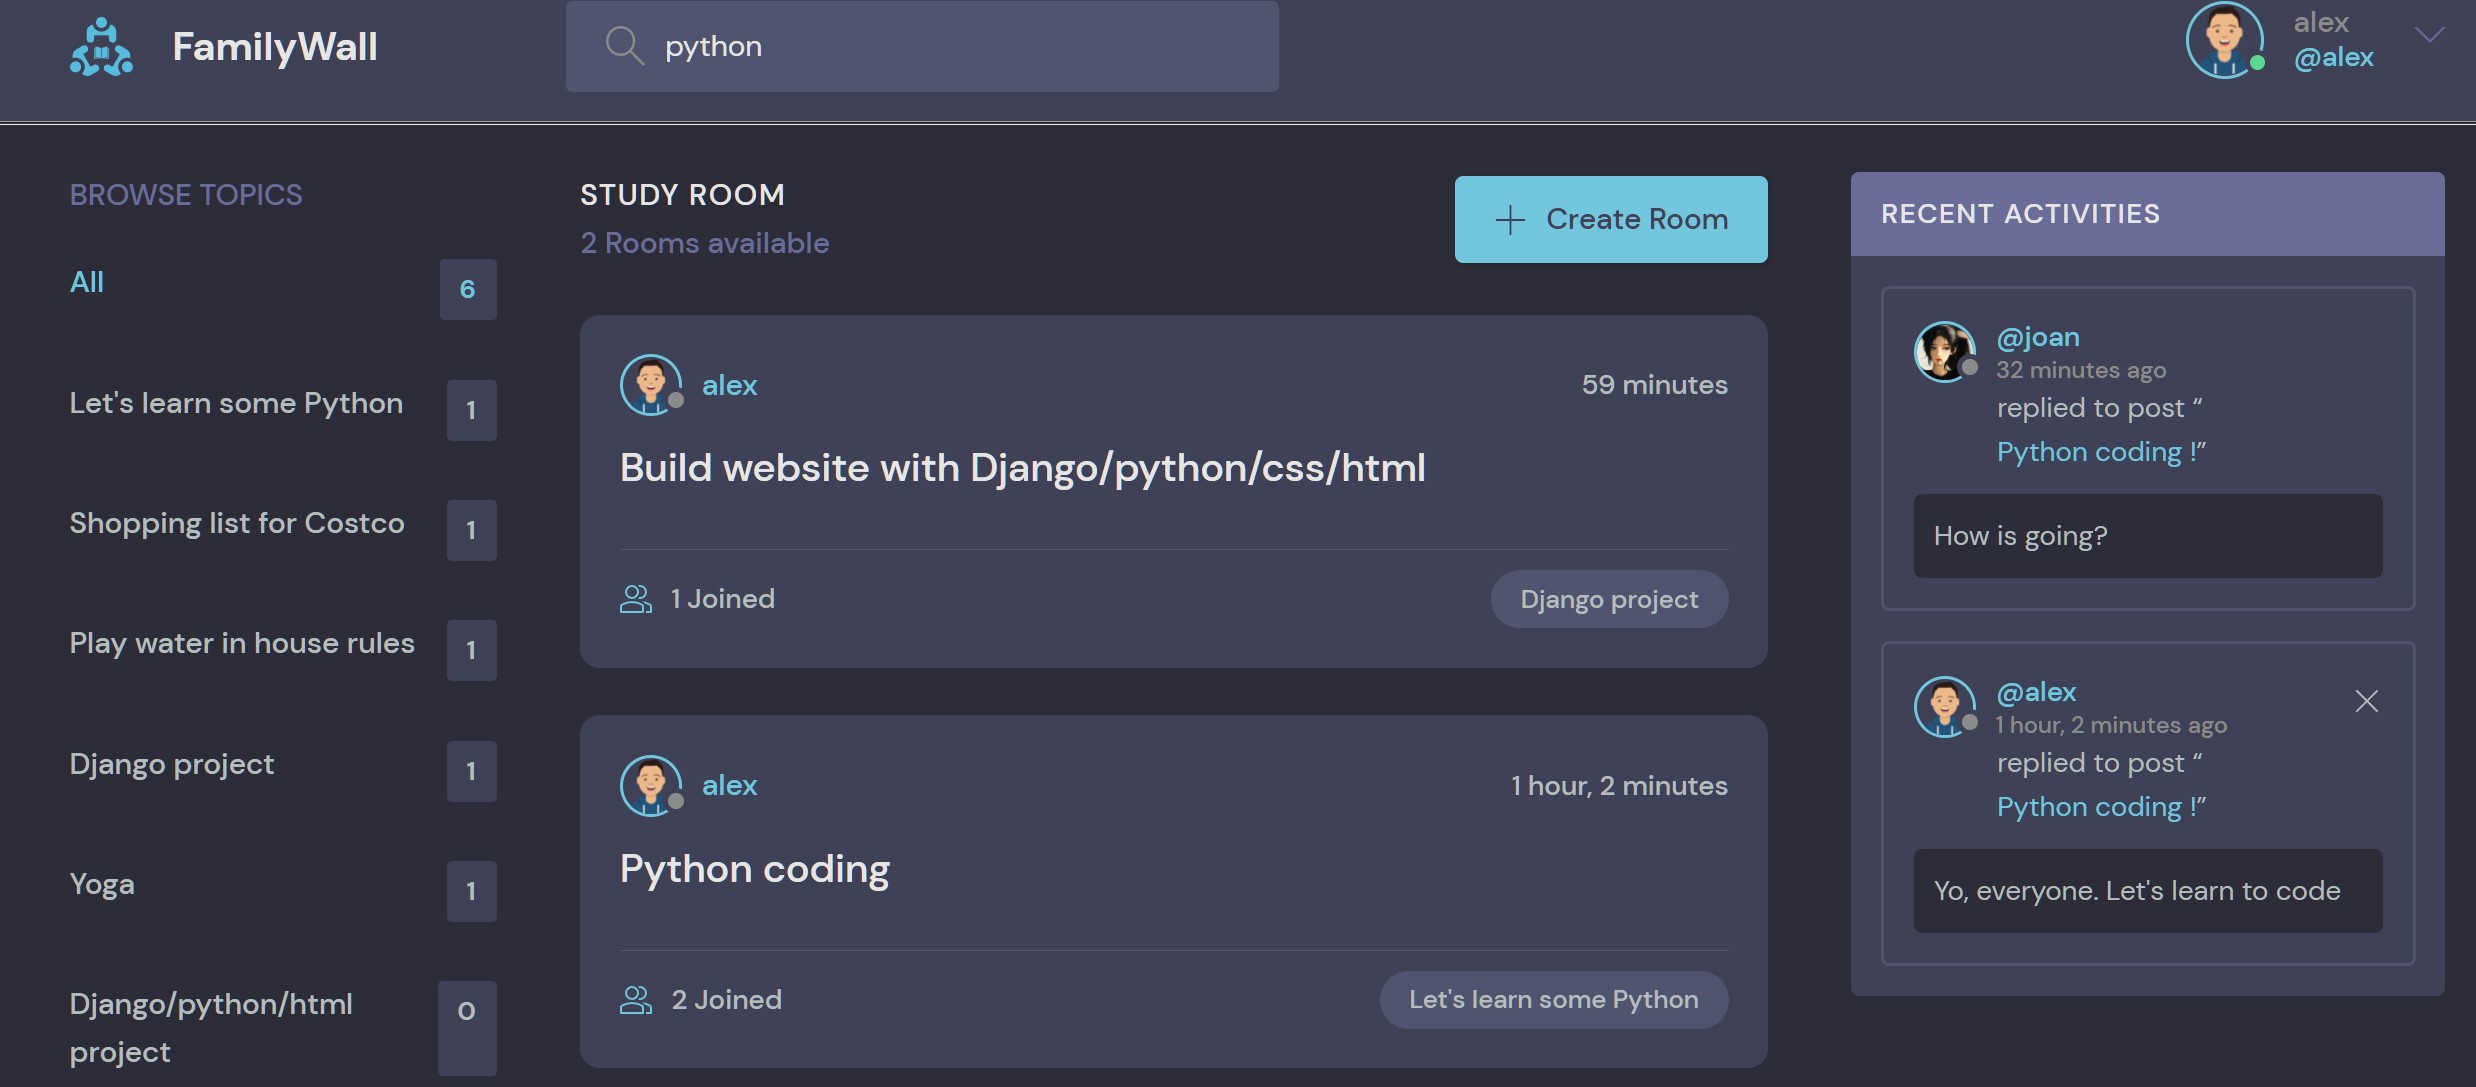 FamilyWall
python
alex
@alex
BROWSE TOPICS
All
6
Let's learn some Python
1
Shopping list for Costco
1
Play water in house rules
1
Django project
1
Yoga
1
Django/python/html
project
0
STUDY ROOM
2 Rooms available
Create Room
alex
59 minutes
Build website with Django/python/css/html
1 Joined
Django project
alex
1 hour, 2 minutes
Python coding
2 Joined
Let's learn some Python
RECENT ACTIVITIES
@joan
32 minutes ago
replied to post “
Python coding !”
How is going?
@alex
1 hour, 2 minutes ago
replied to post “
Python coding !”
Yo, everyone. Let's learn to code